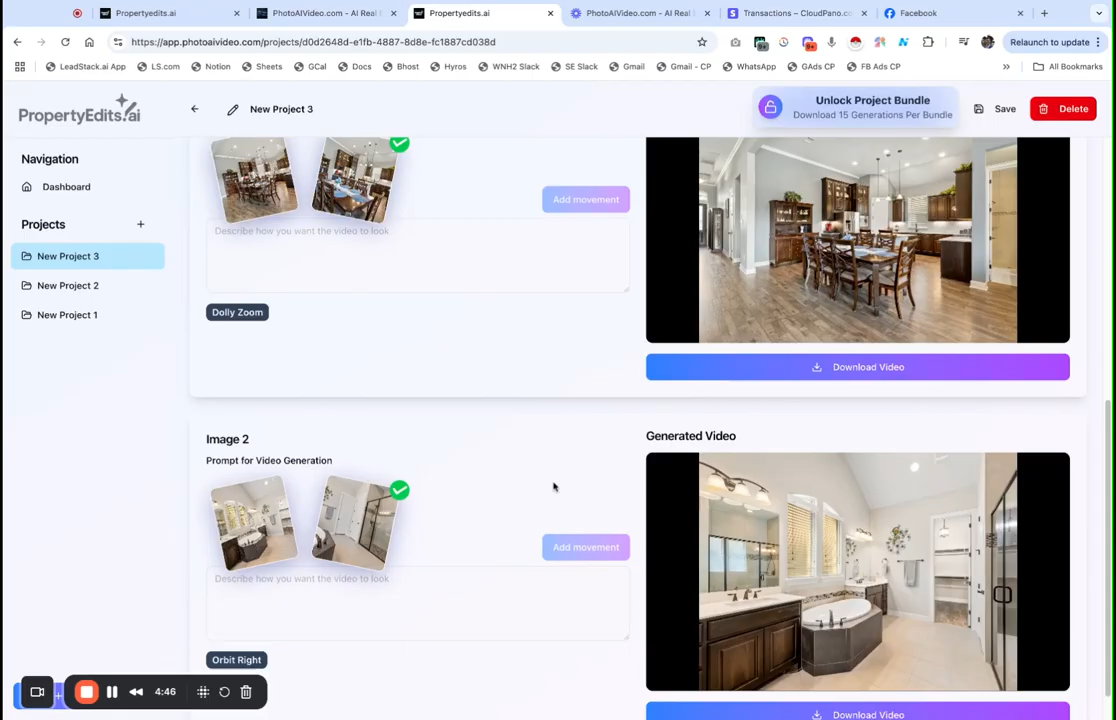 Propertyedits.ai
PhotoAIVideo.com - AI Real
Propertyedits.ai
PhotoAIVideo.com - AI Real
Transactions – CloudPano.co
Facebook
https://app.photoaivideo.com/projects/d0d2648d-e1fb-4887-8d8e-fc1887cd038d
9+
9+
Relaunch to update
LeadStack.ai App
LS.com
Notion
Sheets
GCal
Docs
Bhost
Hyros
WNH2 Slack
SE Slack
Gmail
Gmail - CP
WhatsApp
GAds CP
FB Ads CP
»
All Bookmarks
PropertyEdits.ai
New Project 3
Unlock Project Bundle
Download 15 Generations Per Bundle
Save
Delete
Navigation
Dashboard
Projects
New Project 3
New Project 2
New Project 1
Add movement
Describe how you want the video to look
Dolly Zoom
Download Video
Image 2
Prompt for Video Generation
Generated Video
Add movement
Describe how you want the video to look
Orbit Right
Download Video
4:46